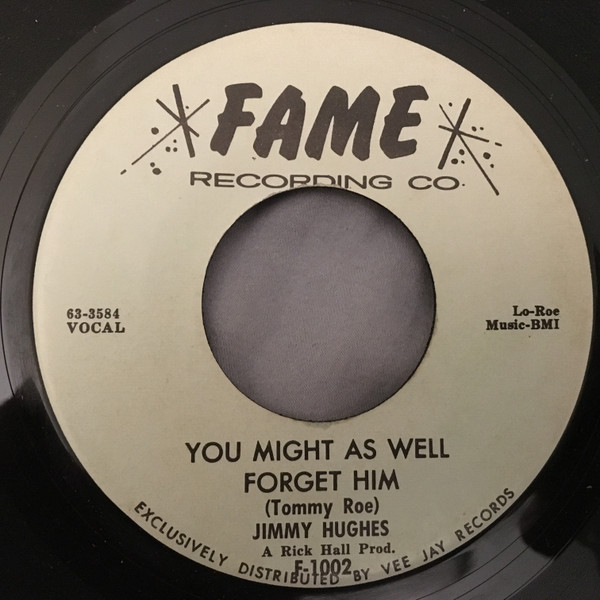 FAME
RECORDING CO.
63-3584
VOCAL
Lo-Roe
Music-BMI
YOU MIGHT AS WELL
FORGET HIM
(Tommy Roe)
JIMMY HUGHES
A Rick Hall Prod.
F-1002
EXCLUSIVELY DISTRIBUTED BY VEE JAY RECORDS